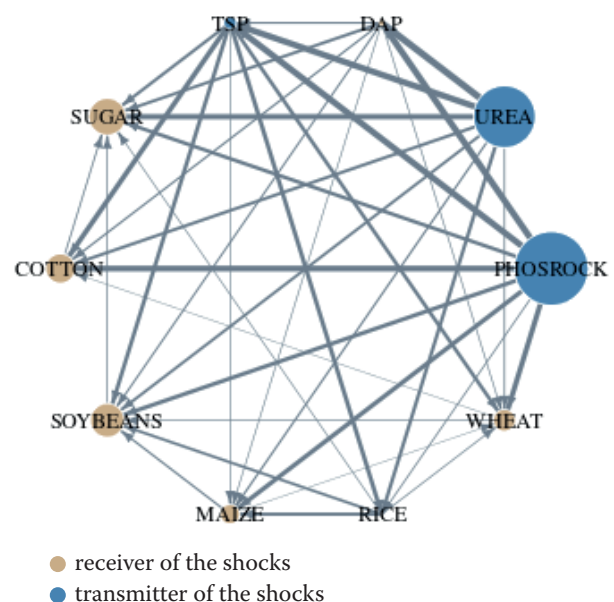 TSP DAP
SUGAR UREA
COTTON PHOSROCK
SOYBEANS WHEAT
MAIZE RICE
receiver of the shocks
transmitter of the shocks